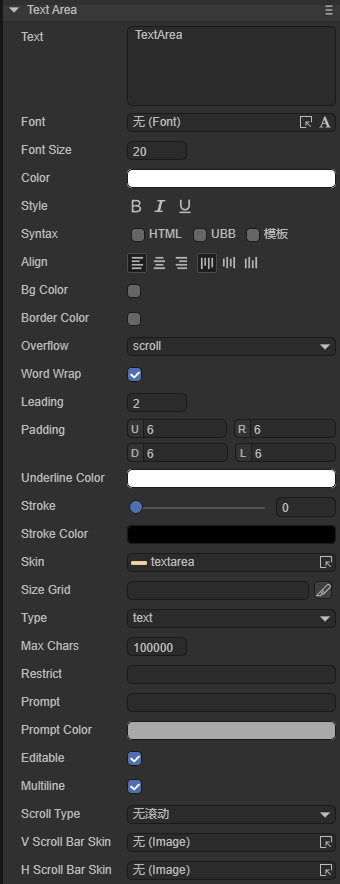 Text Area
Text TextArea
Font 无 (Font) A
Font Size 20
Color
Style B I U
Syntax HTML UBB 模板
Align
Bg Color
Border Color
Overflow scroll
Word Wrap
Leading 2
Padding U 6 R 6
D 6 L 6
Underline Color
Stroke 0
Stroke Color
Skin textarea
Size Grid
Type text
Max Chars 100000
Restrict
Prompt
Prompt Color
Editable
Multiline
Scroll Type 无滚动
V Scroll Bar Skin 无 (Image)
H Scroll Bar Skin 无 (Image)